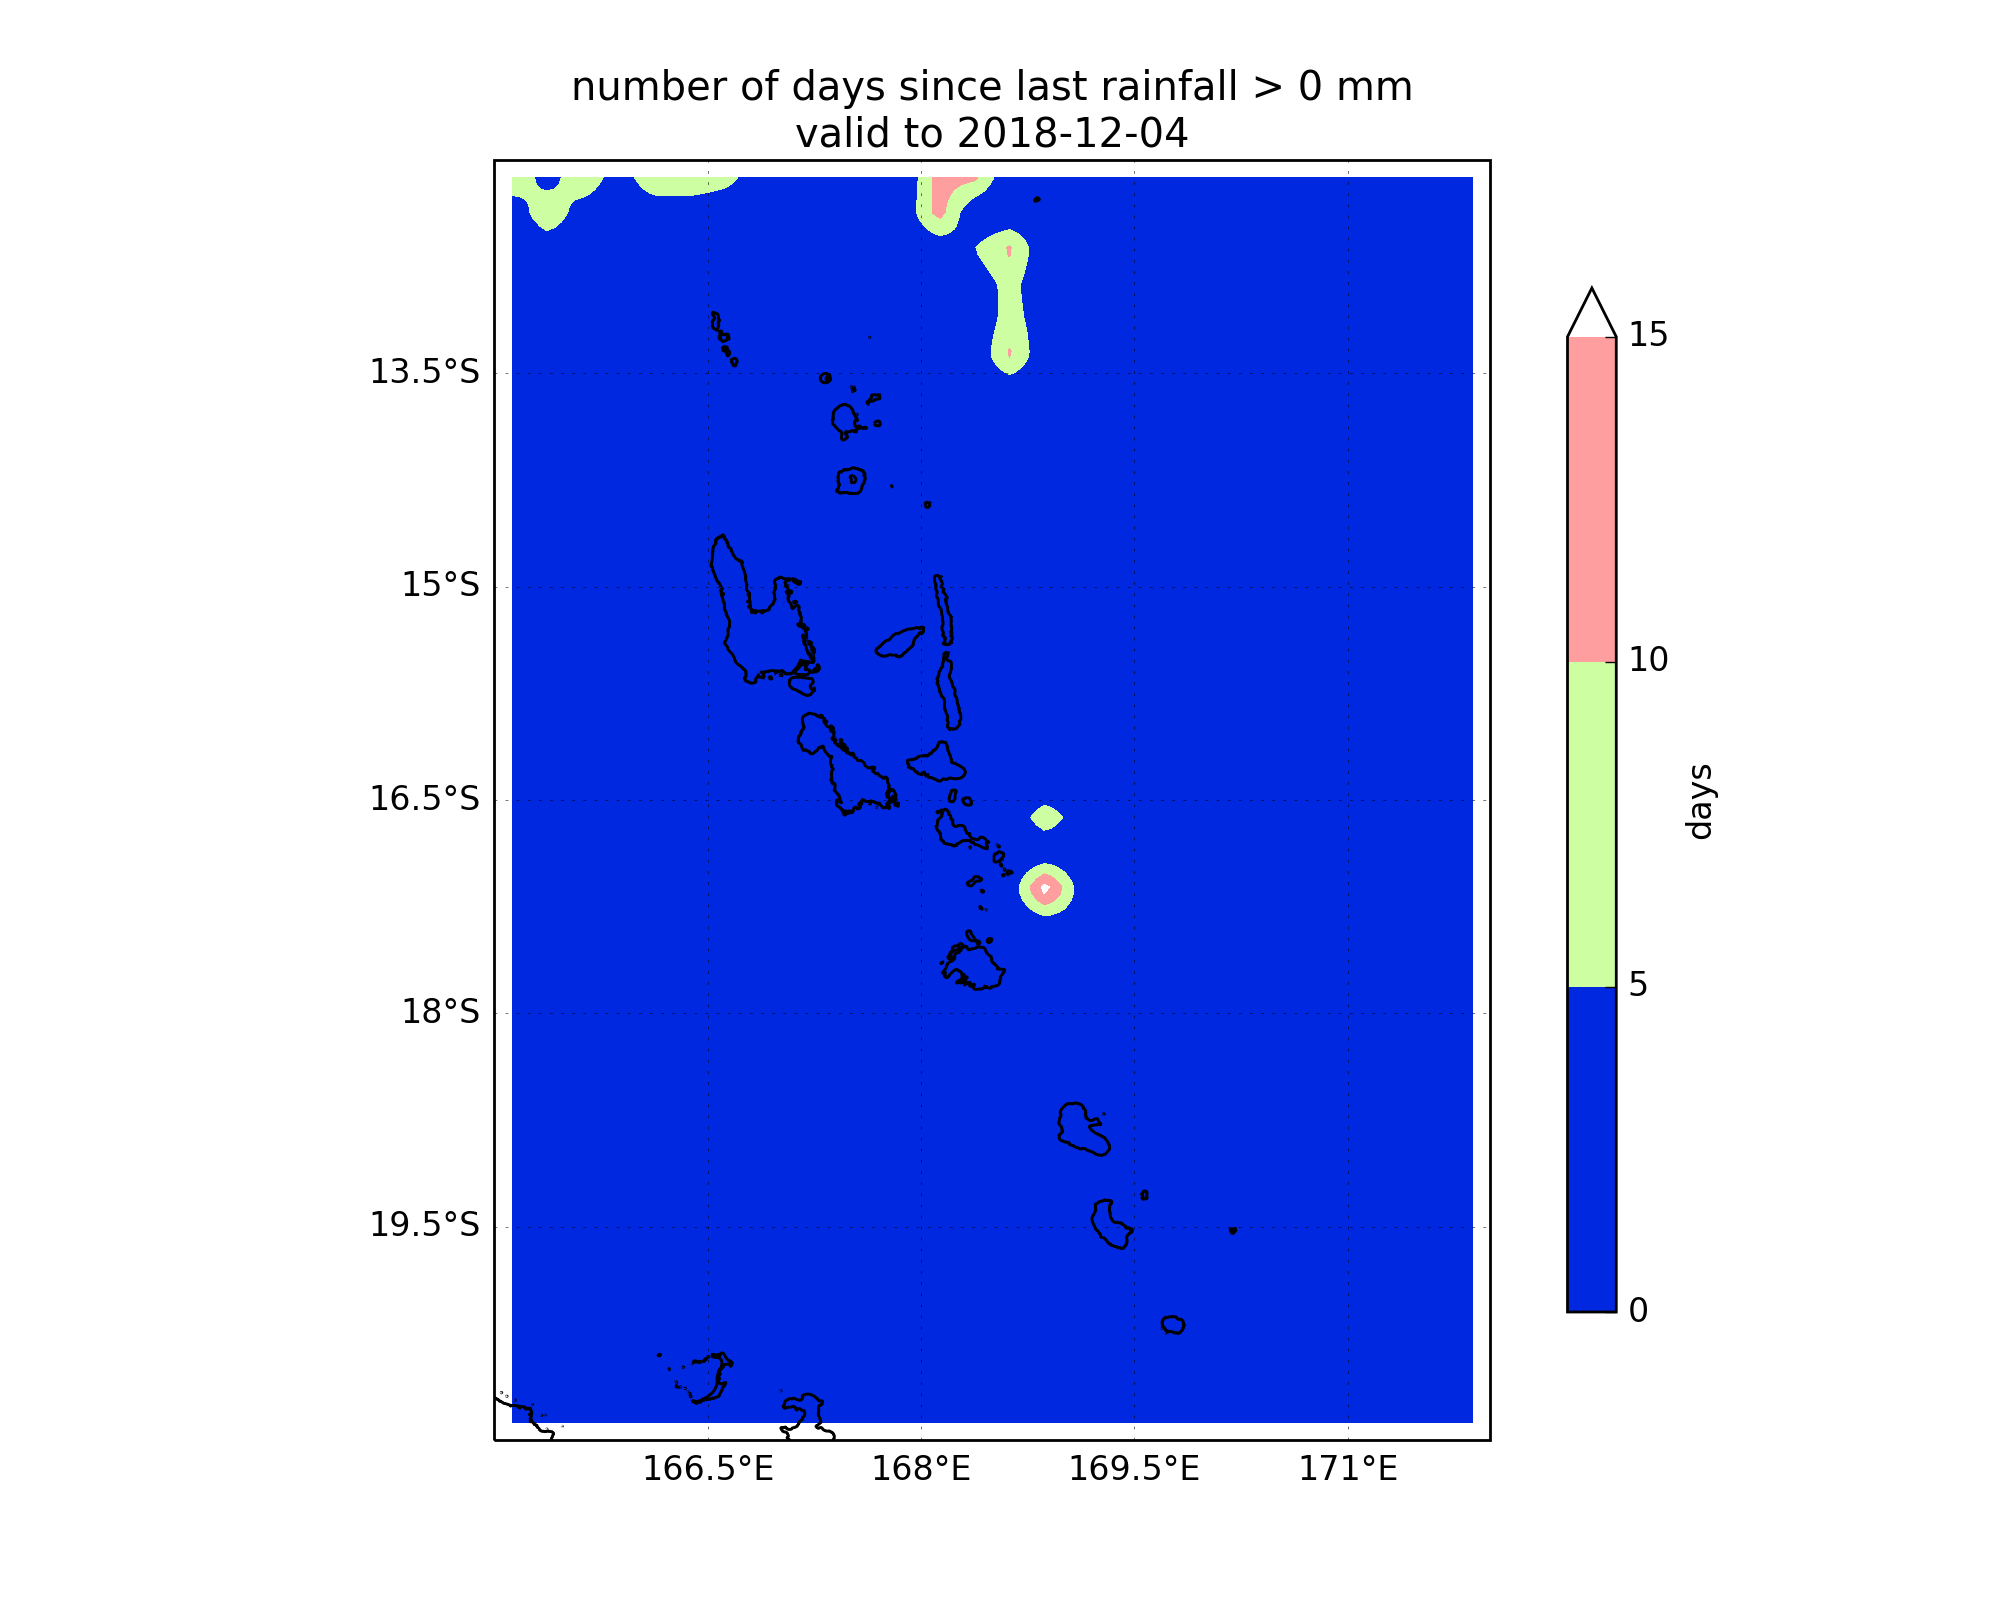 number of days since last rainfall > 0 mm
valid to 2018-12-04
13.5°S
15°S
16.5°S
18°S
19.5°S
166.5°E
168°E
169.5°E
171°E
15
10
5
0
days